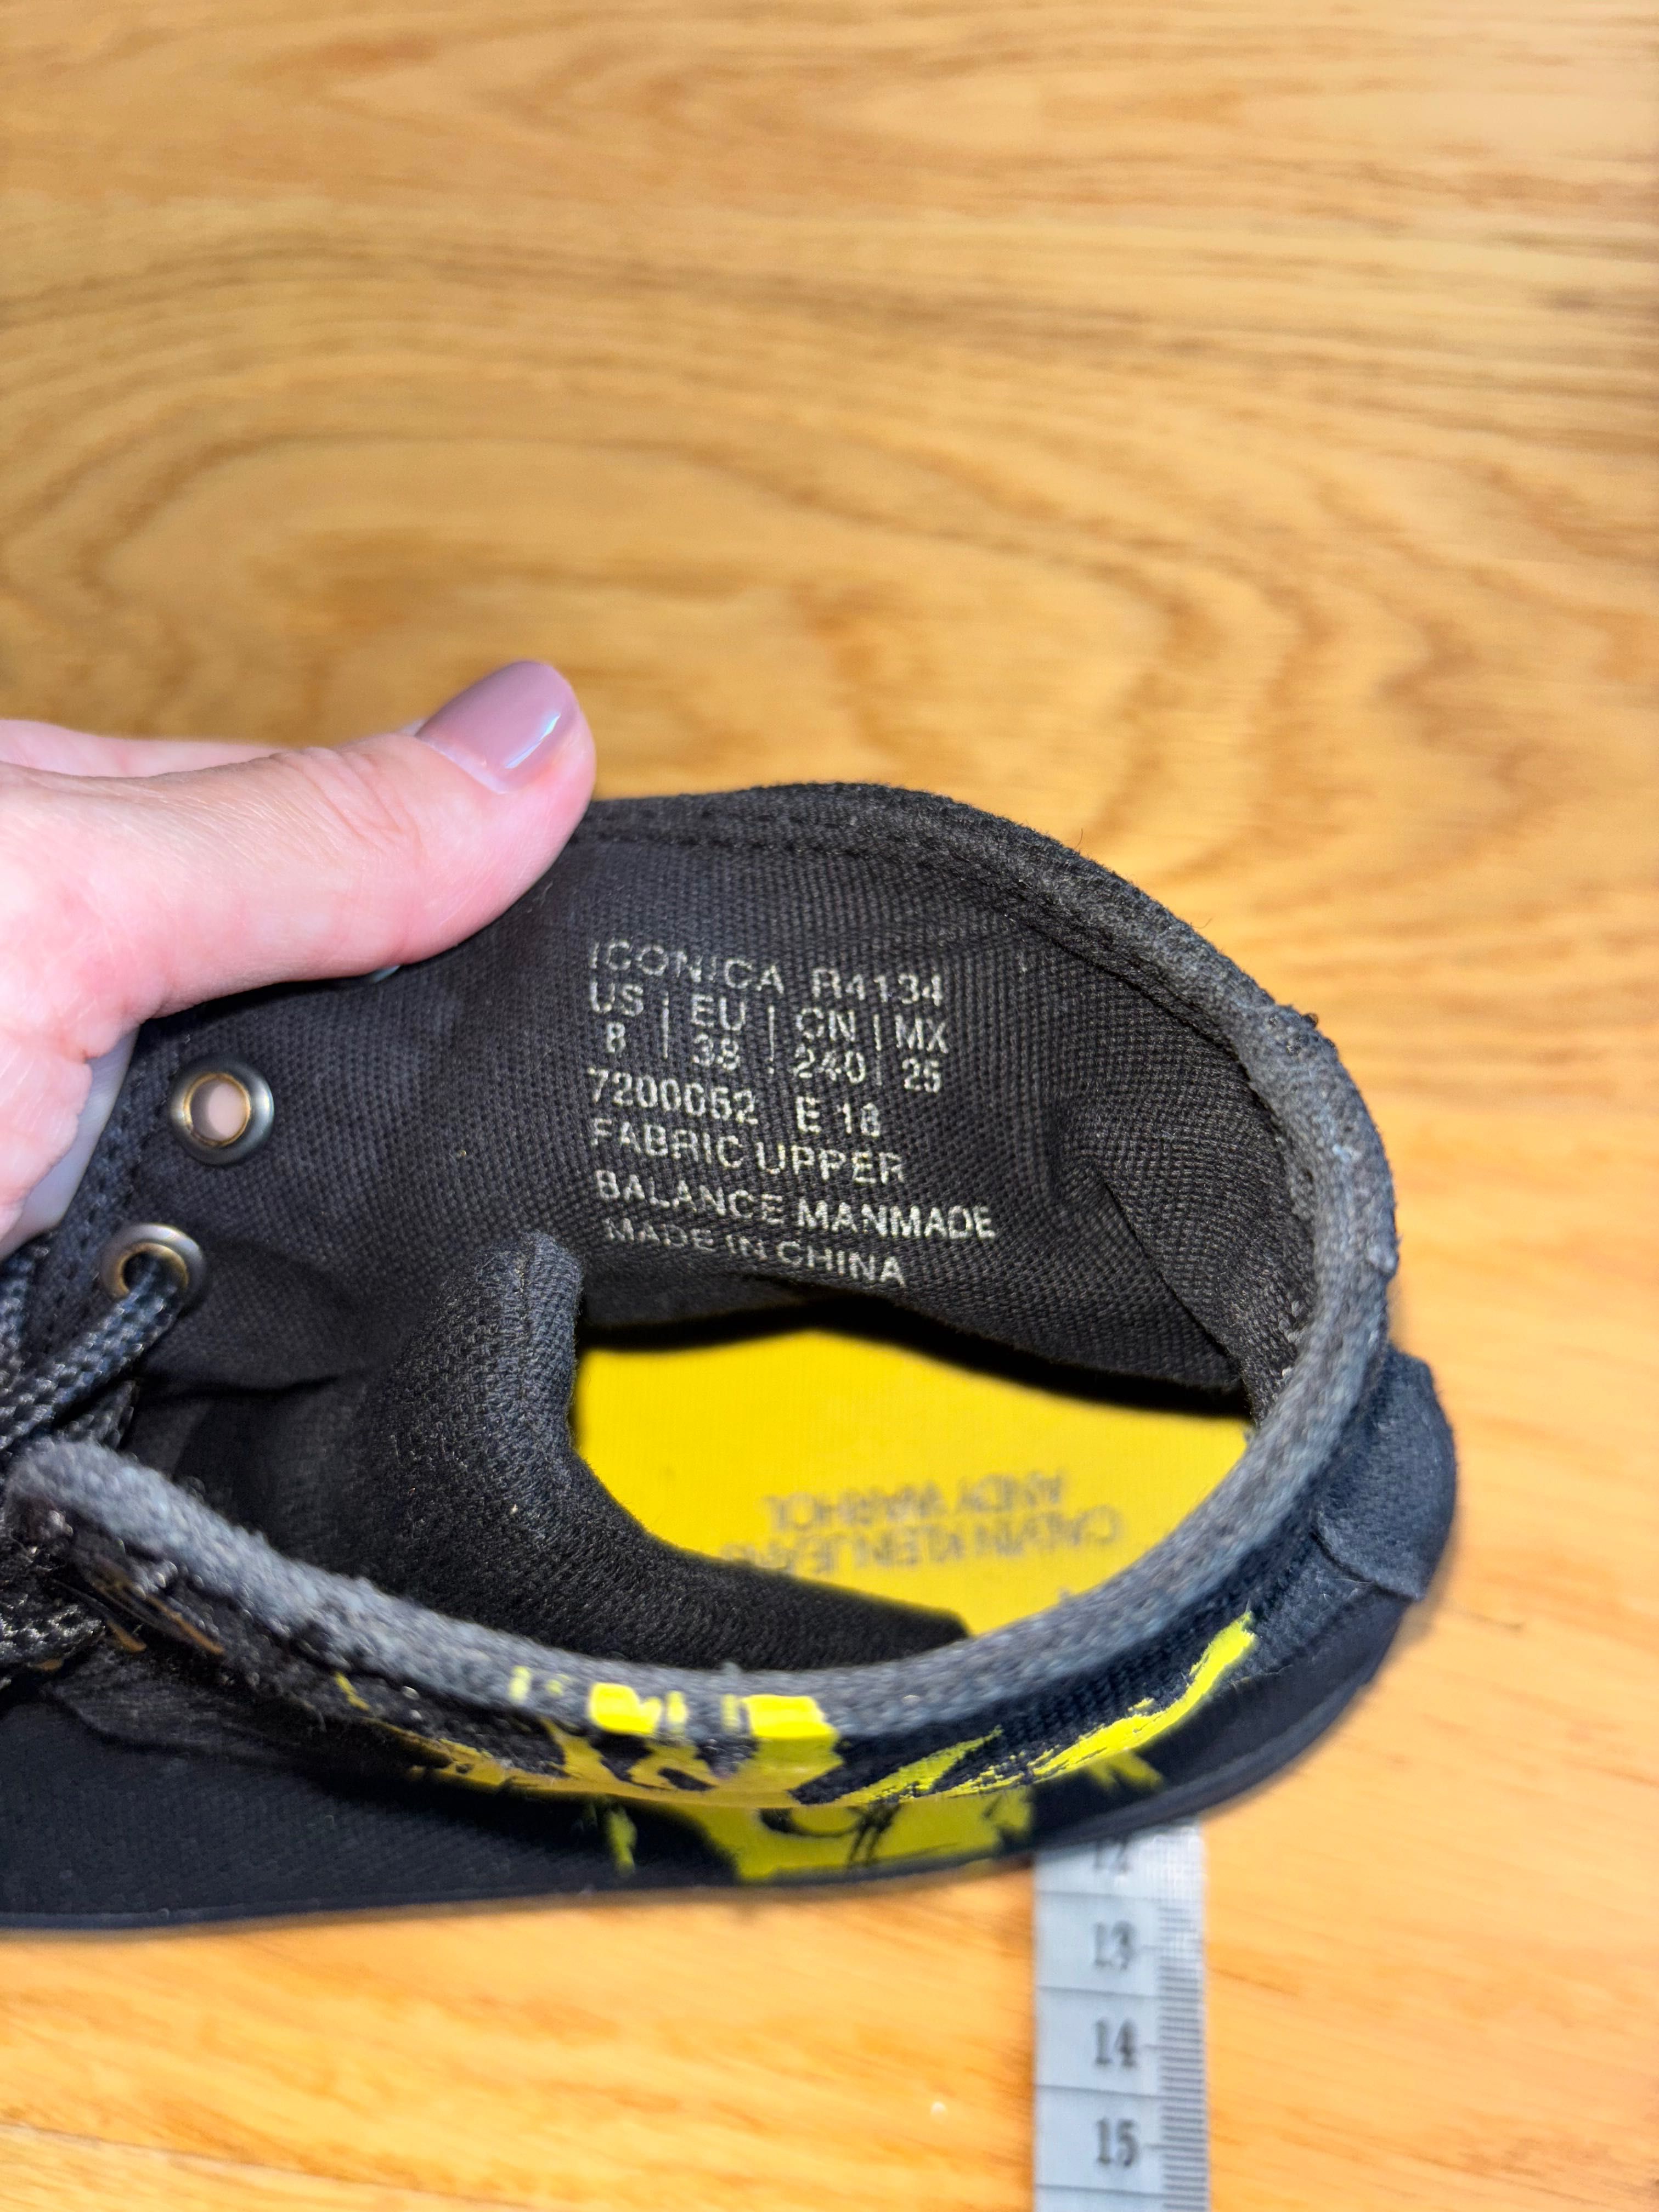 ICONICA R4134
US | EU | CN | MX
8 | 38 | 240 | 25
7200062 E 18
FABRIC UPPER
BALANCE MANMADE
MADE IN CHINA
CALVIN KLEIN JEANS
ANDY WARHOL
12
13
14
15